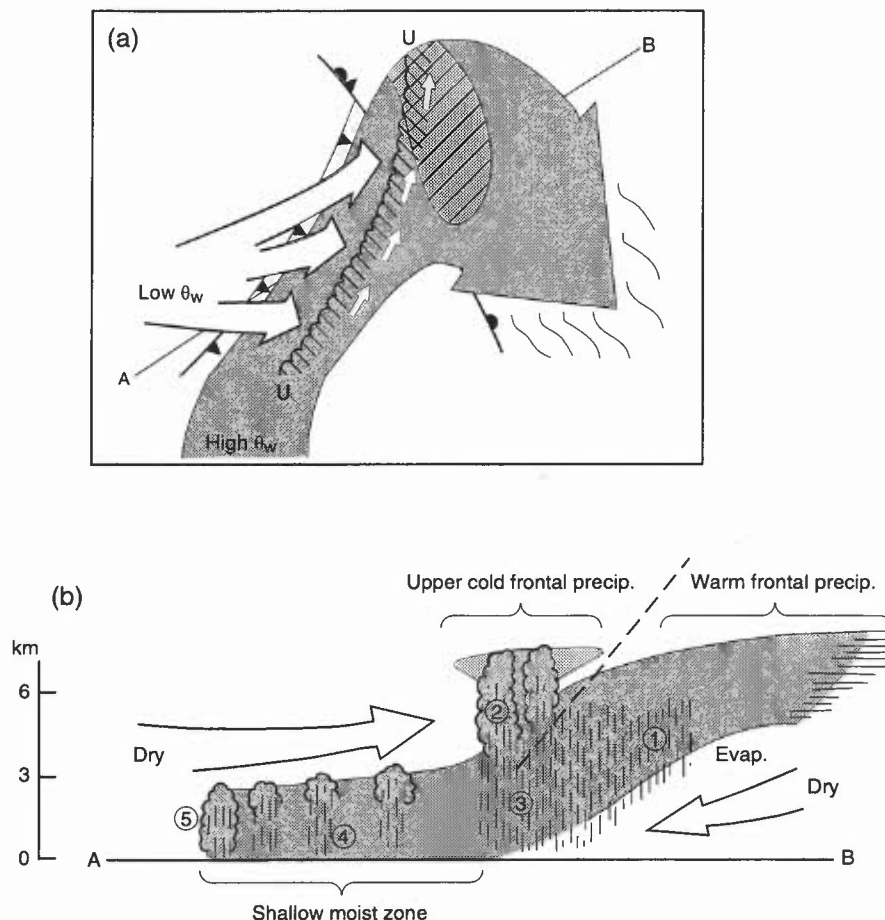 (a)
U
B
Low θw
A
U
High θw
Upper cold frontal precip.
Warm frontal precip.
(b)
km
6
3
0
Dry
②
①
Evap.
③
Dry
⑤
④
A
B
Shallow moist zone